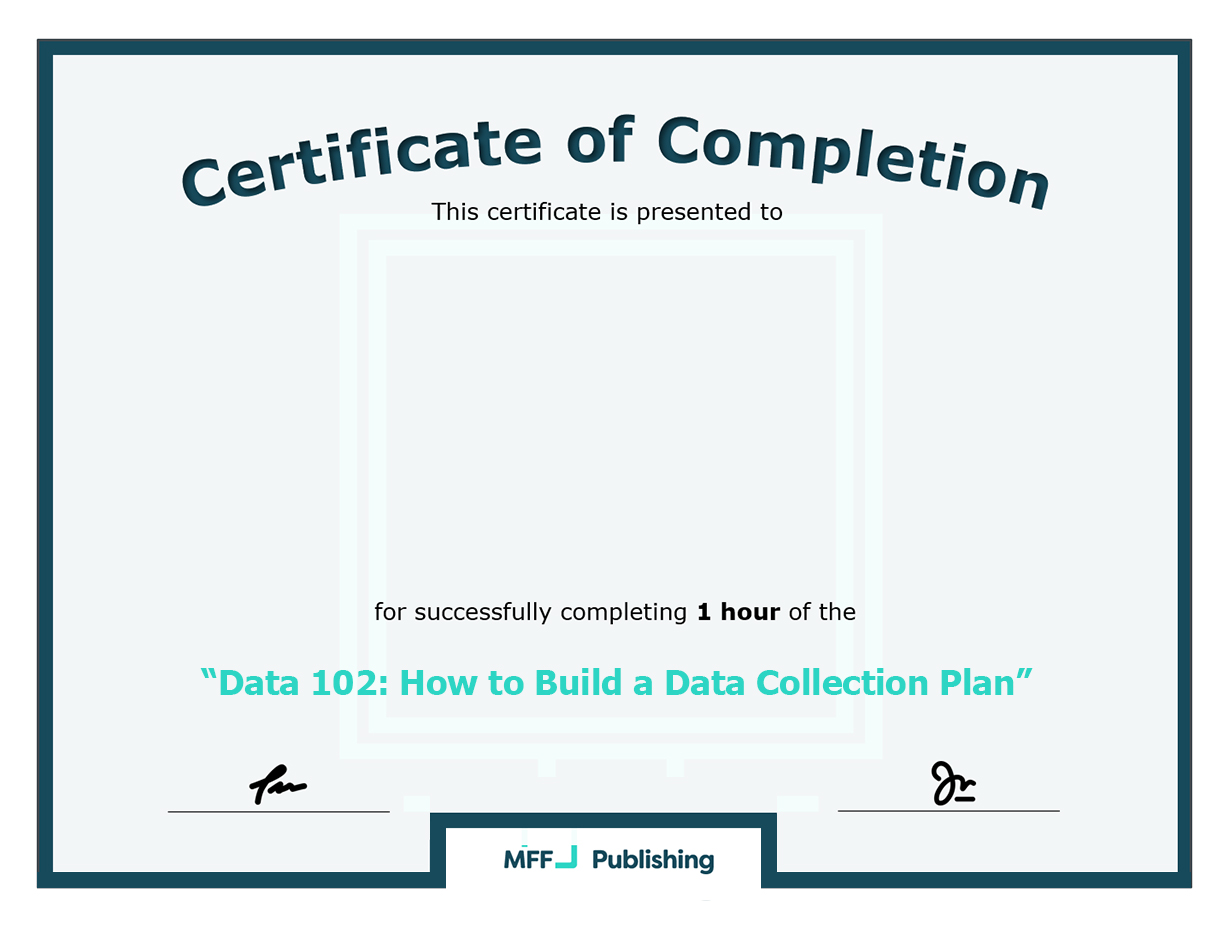 Certificate of Completion
This certificate is presented to
for successfully completing 1 hour of the
“Data 102: How to Build a Data Collection Plan”
MFF Publishing